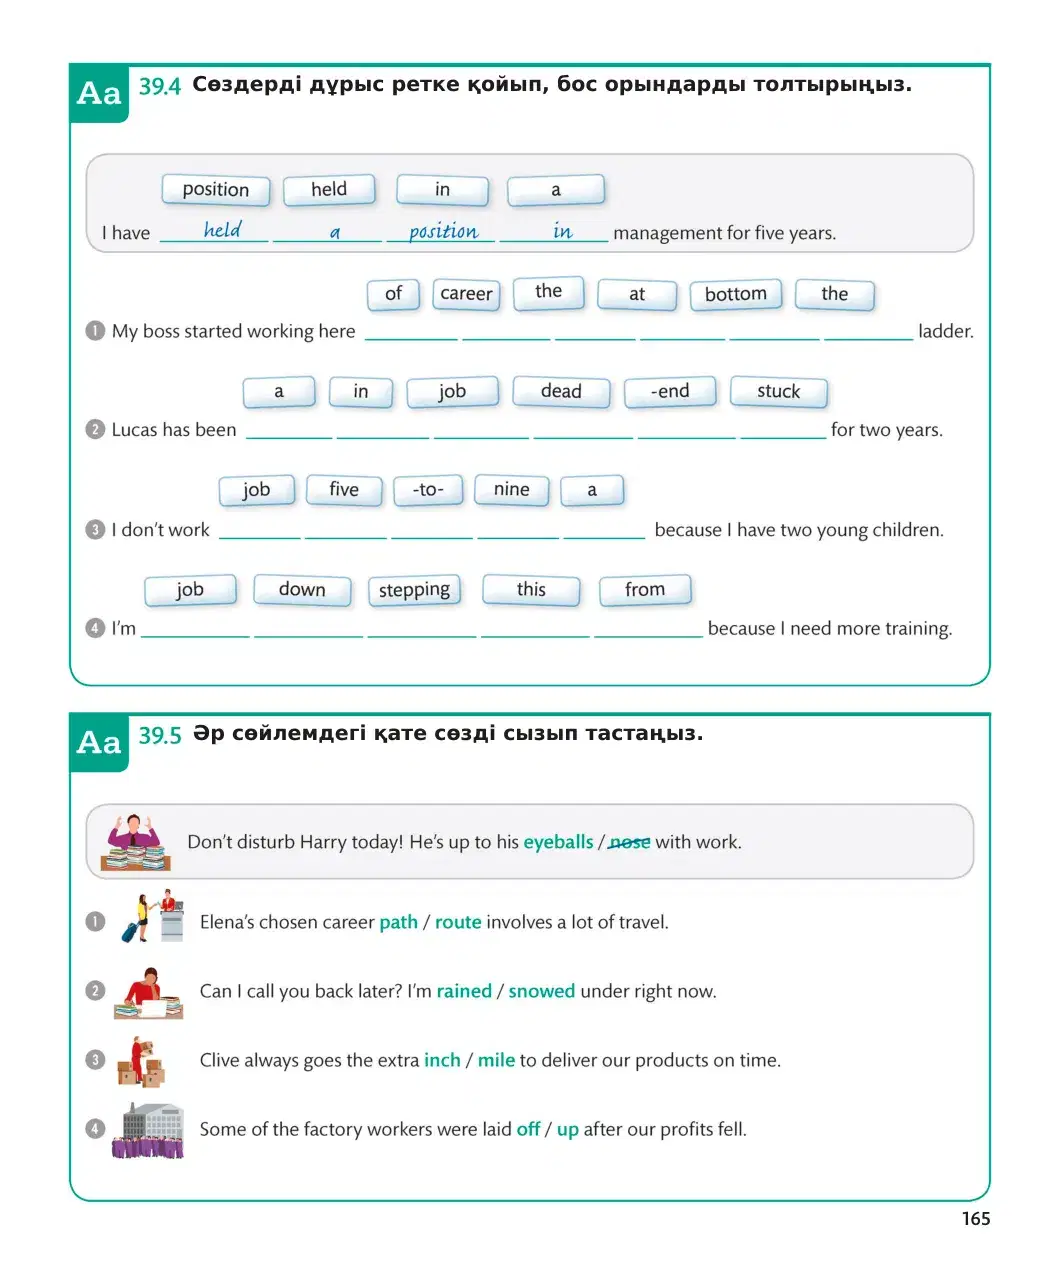 Aa 39.4 Сөздерді дұрыс ретке қойып, бос орындарды толтырыңыз.
position held in a
I have held a position in management for five years.
of career the at bottom the
1 My boss started working here ladder.
a in job dead -end stuck
2 Lucas has been for two years.
job five -to- nine a
3 I don't work because I have two young children.
job down stepping this from
4 I'm because I need more training.
Aa 39.5 Әр сөйлемдегі қате сөзді сызып тастаңыз.
Don't disturb Harry today! He's up to his eyeballs / nose with work.
1 Elena's chosen career path / route involves a lot of travel.
2 Can I call you back later? I'm rained / snowed under right now.
3 Clive always goes the extra inch / mile to deliver our products on time.
4 Some of the factory workers were laid off / up after our profits fell.
165